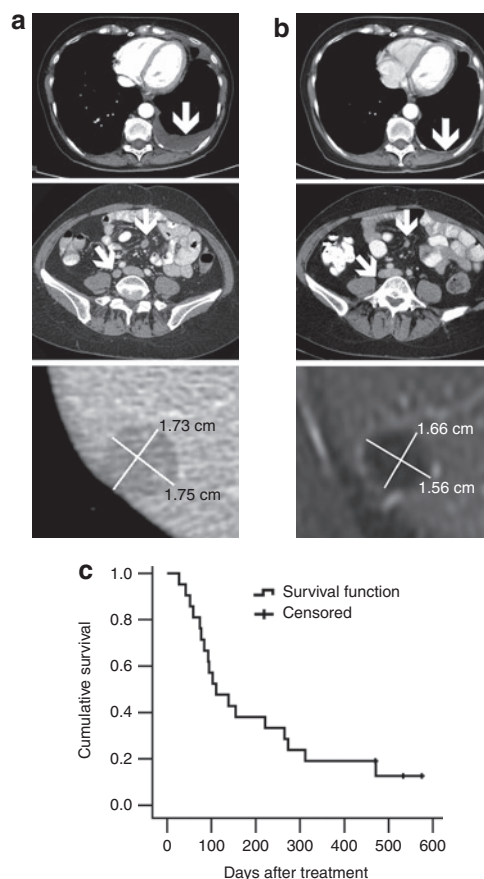 a
b
1.73 cm
1.75 cm
1.66 cm
1.56 cm
c
Cumulative survival
1.0
0.8
0.6
0.4
0.2
0.0
Survival function
Censored
0 100 200 300 400 500 600
Days after treatment